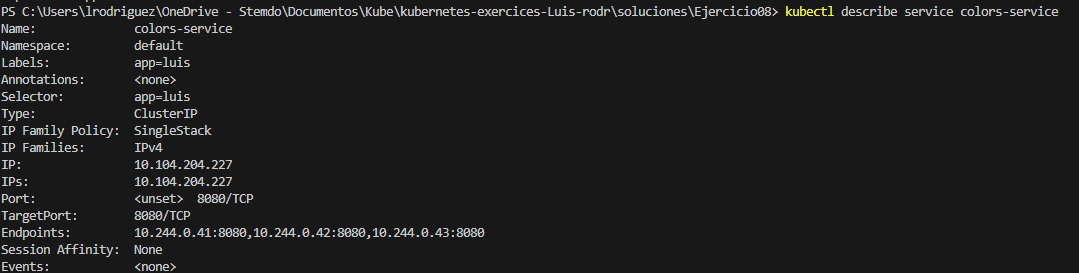 PS C:\Users\lrodriguez\OneDrive - Stemdo\Documentos\Kube\kubernetes-exercices-Luis-rodr\soluciones\Ejercicio08> kubectl describe service colors-service
Name:              colors-service
Namespace:         default
Labels:            app=luis
Annotations:       <none>
Selector:          app=luis
Type:              ClusterIP
IP Family Policy:  SingleStack
IP Families:       IPv4
IP:                10.104.204.227
IPs:               10.104.204.227
Port:              <unset>  8080/TCP
TargetPort:        8080/TCP
Endpoints:         10.244.0.41:8080,10.244.0.42:8080,10.244.0.43:8080
Session Affinity:  None
Events:            <none>